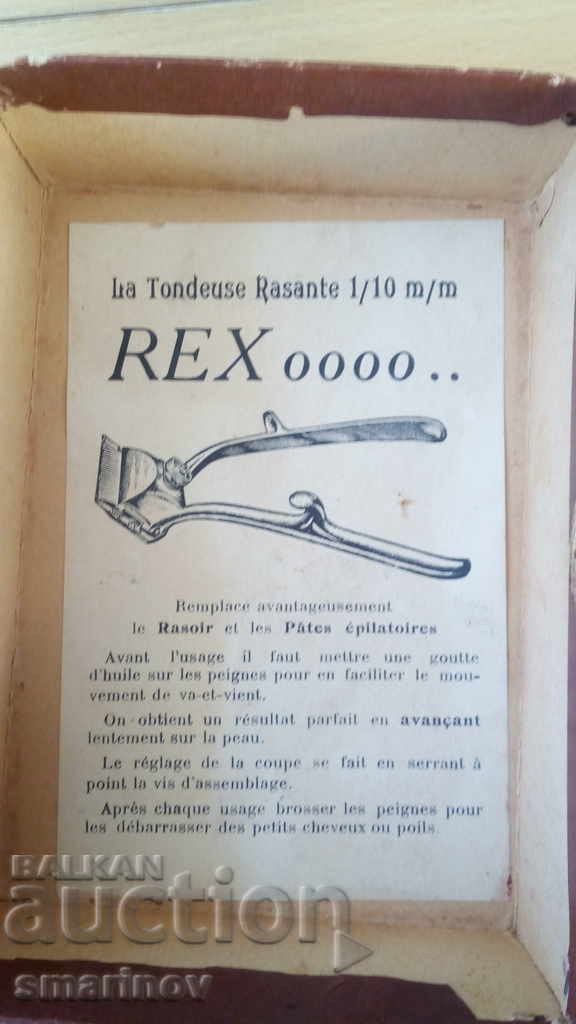 La Tondeuse Rasante 1/10 m/m
REX oooo..
Remplace avantageusement
le Rasoir et les Pâtes épilatoires
Avant l'usage il faut mettre une goutte
d'huile sur les peignes pour en faciliter le mou-
vement de va-et-vient.
On obtient un résultat parfait en avançant
lentement sur la peau.
Le réglage de la coupe se fait en serrant à
point la vis d'assemblage.
Après chaque usage brosser les peignes pour
les débarrasser des petits cheveux ou poils.
BALKAN
auction
smarinov